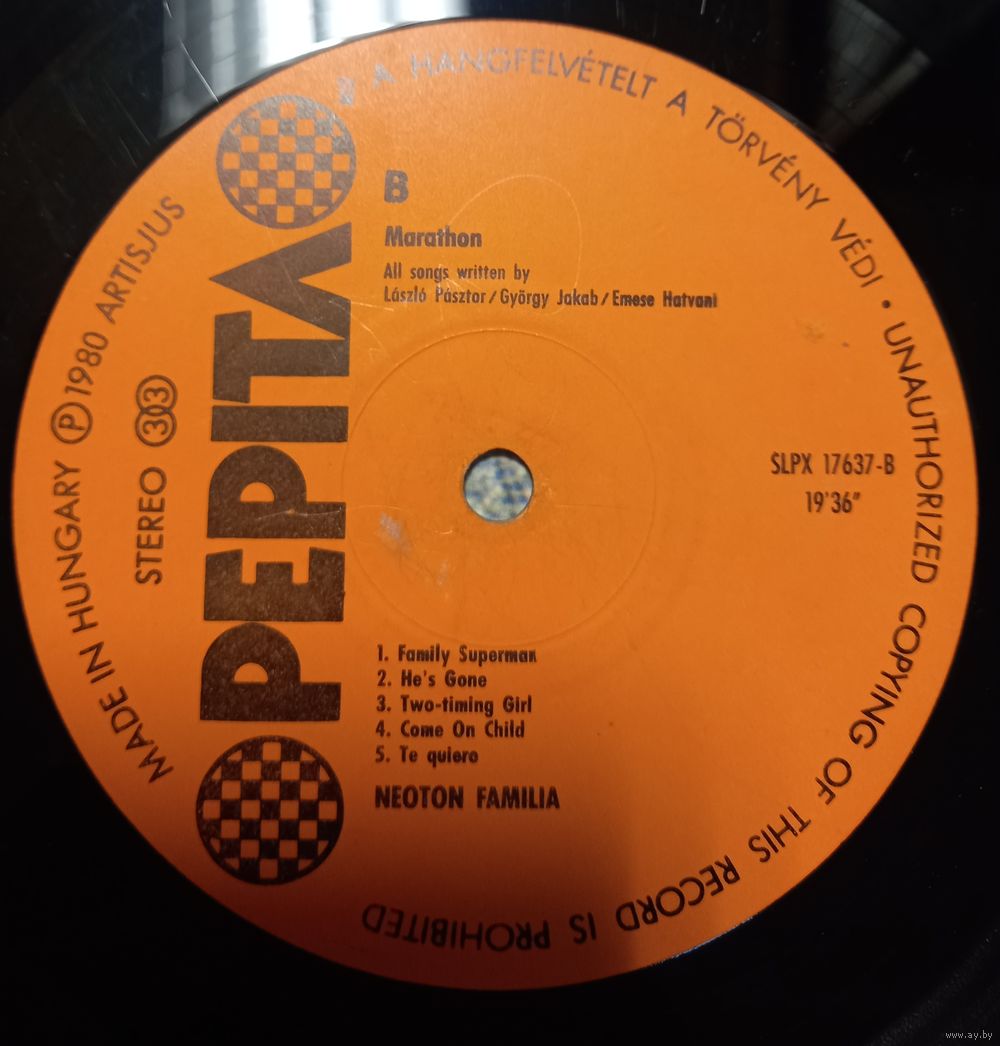 A HANGFELVÉTELT A TÖRVÉNY VÉDI • UNAUTHORIZED COPYING OF THIS RECORD IS PROHIBITED
MADE IN HUNGARY Ⓟ 1980 ARTISJUS
STEREO 33
PEPITA
B
Marathon
All songs written by
László Pásztor/György Jakab/Emese Hatvani
SLPX 17637-B
19'36"
1. Family Superman
2. He's Gone
3. Two-timing Girl
4. Come On Child
5. Te quiero
NEOTON FAMILIA
www.ay.by